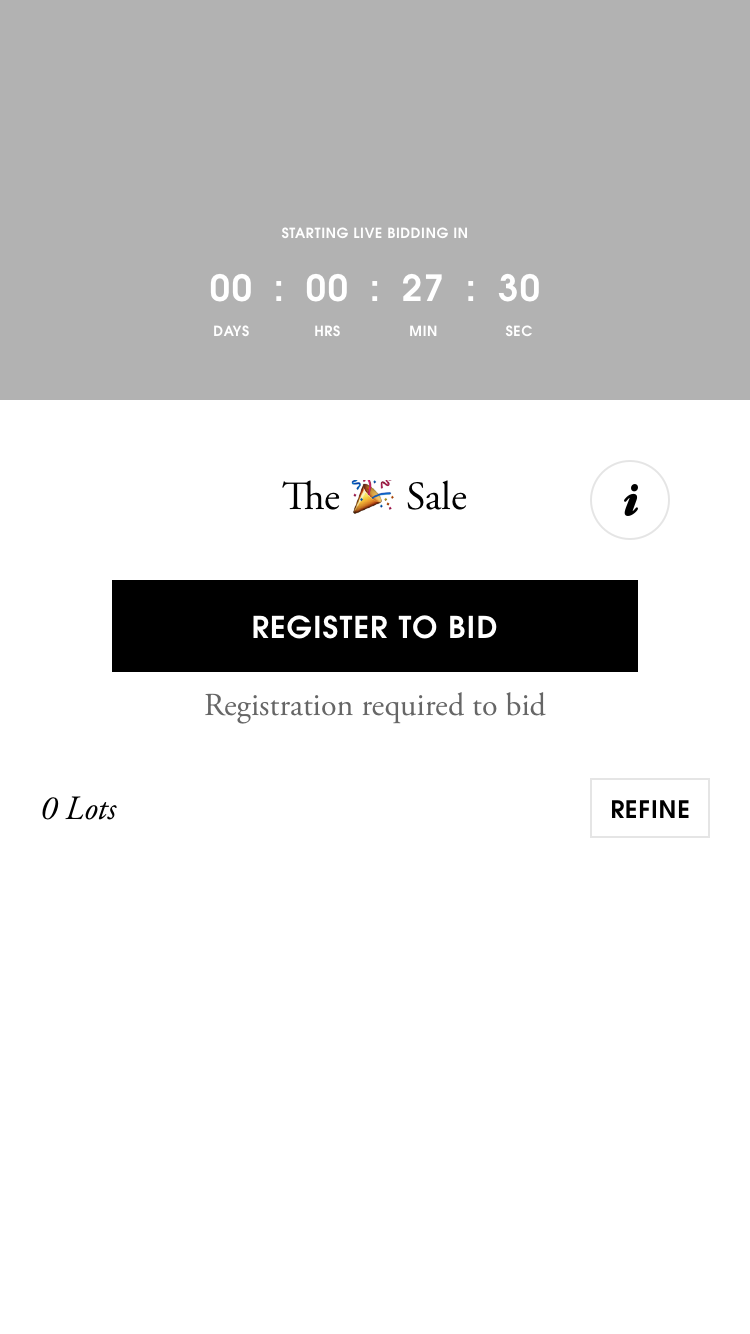 STARTING LIVE BIDDING IN
00 : 00 : 27 : 30
DAYS HRS MIN SEC
The 🎉 Sale
i
REGISTER TO BID
Registration required to bid
0 Lots
REFINE